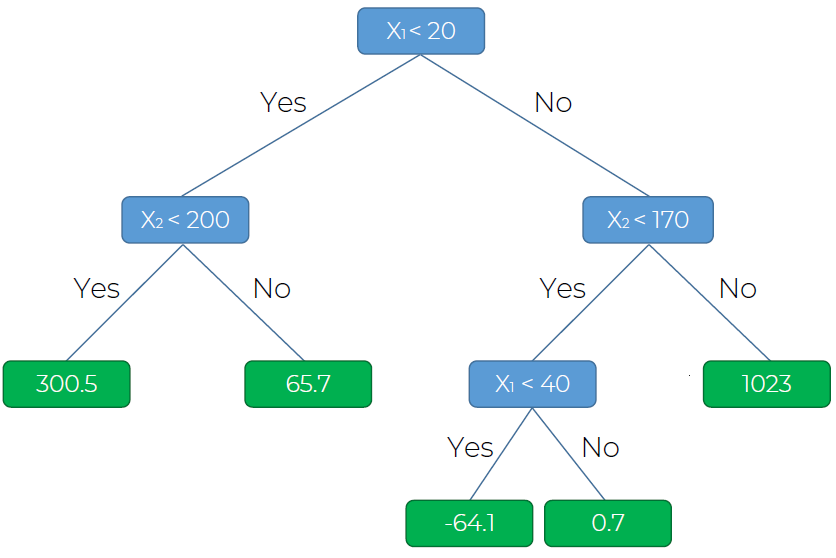 X₁ < 20
Yes
No
X₂ < 200
X₂ < 170
Yes
No
Yes
No
300.5
65.7
X₁ < 40
1023
Yes
No
-64.1
0.7